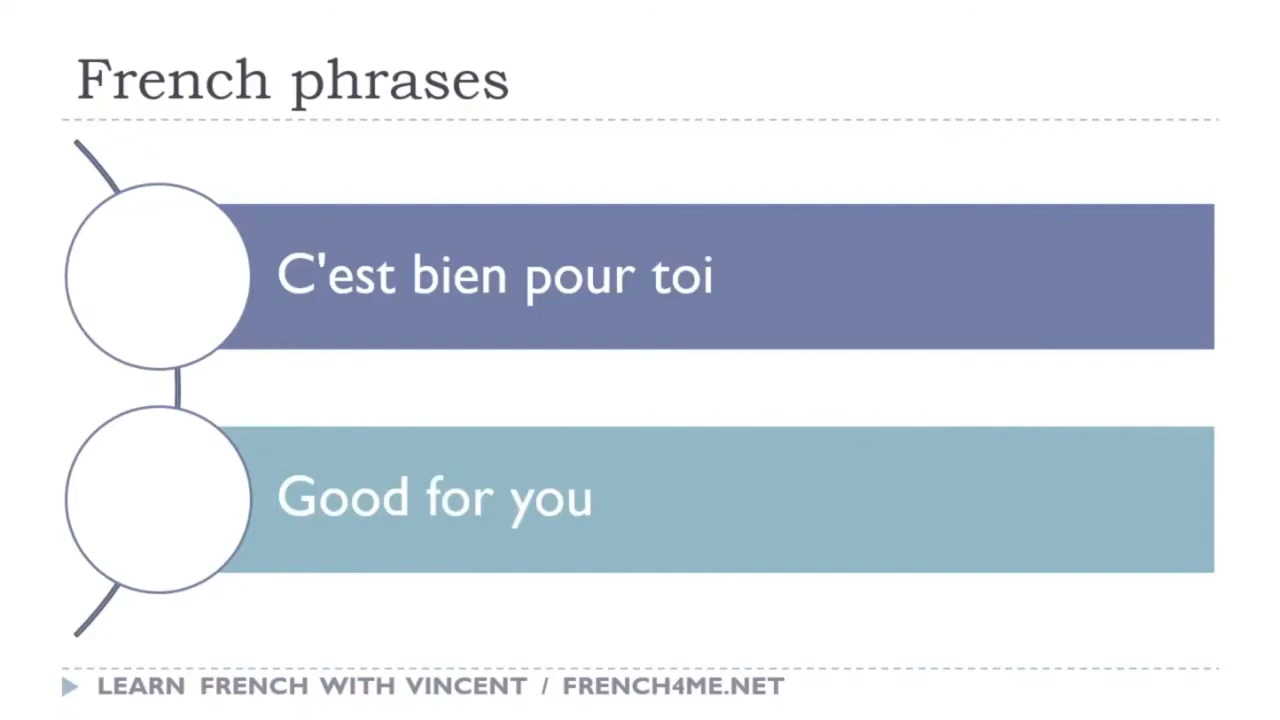 French phrases
C'est bien pour toi
Good for you
LEARN FRENCH WITH VINCENT / FRENCH4ME.NET